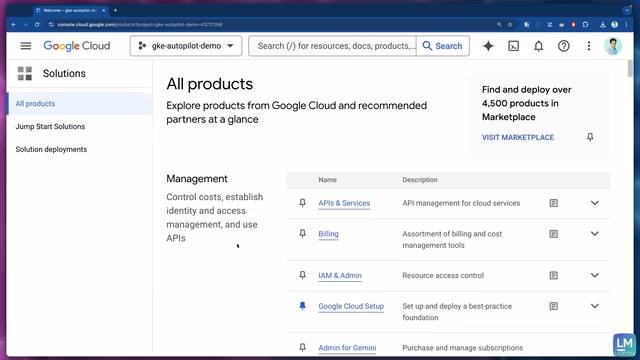 Welcome – gke-autopilot-demo
console.cloud.google.com/products?project=gke-autopilot-demo-43721356
Google Cloud
gke-autopilot-demo
Search (/) for resources, docs, products,...
Search
Solutions
All products
Jump Start Solutions
Solution deployments
All products
Explore products from Google Cloud and recommended
partners at a glance
Find and deploy over
4,500 products in
Marketplace
VISIT MARKETPLACE
Management
Control costs, establish
identity and access
management, and use
APIs
Name Description
APIs & Services API management for cloud services
Billing Assortment of billing and cost
management tools
IAM & Admin Resource access control
Google Cloud Setup Set up and deploy a best-practice
foundation
Admin for Gemini Purchase and manage subscriptions
LM